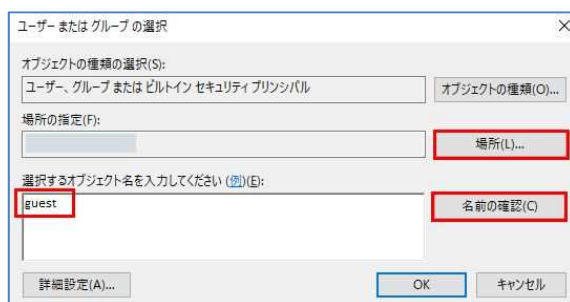 ユーザー または グループ の選択
オブジェクトの種類の選択(S):
ユーザー、グループ または ビルトイン セキュリティ プリンシパル
オブジェクトの種類(O)...
場所の指定(F):
場所(L)...
選択するオブジェクト名を入力してください (例)(E):
guest
名前の確認(C)
詳細設定(A)...
OK
キャンセル